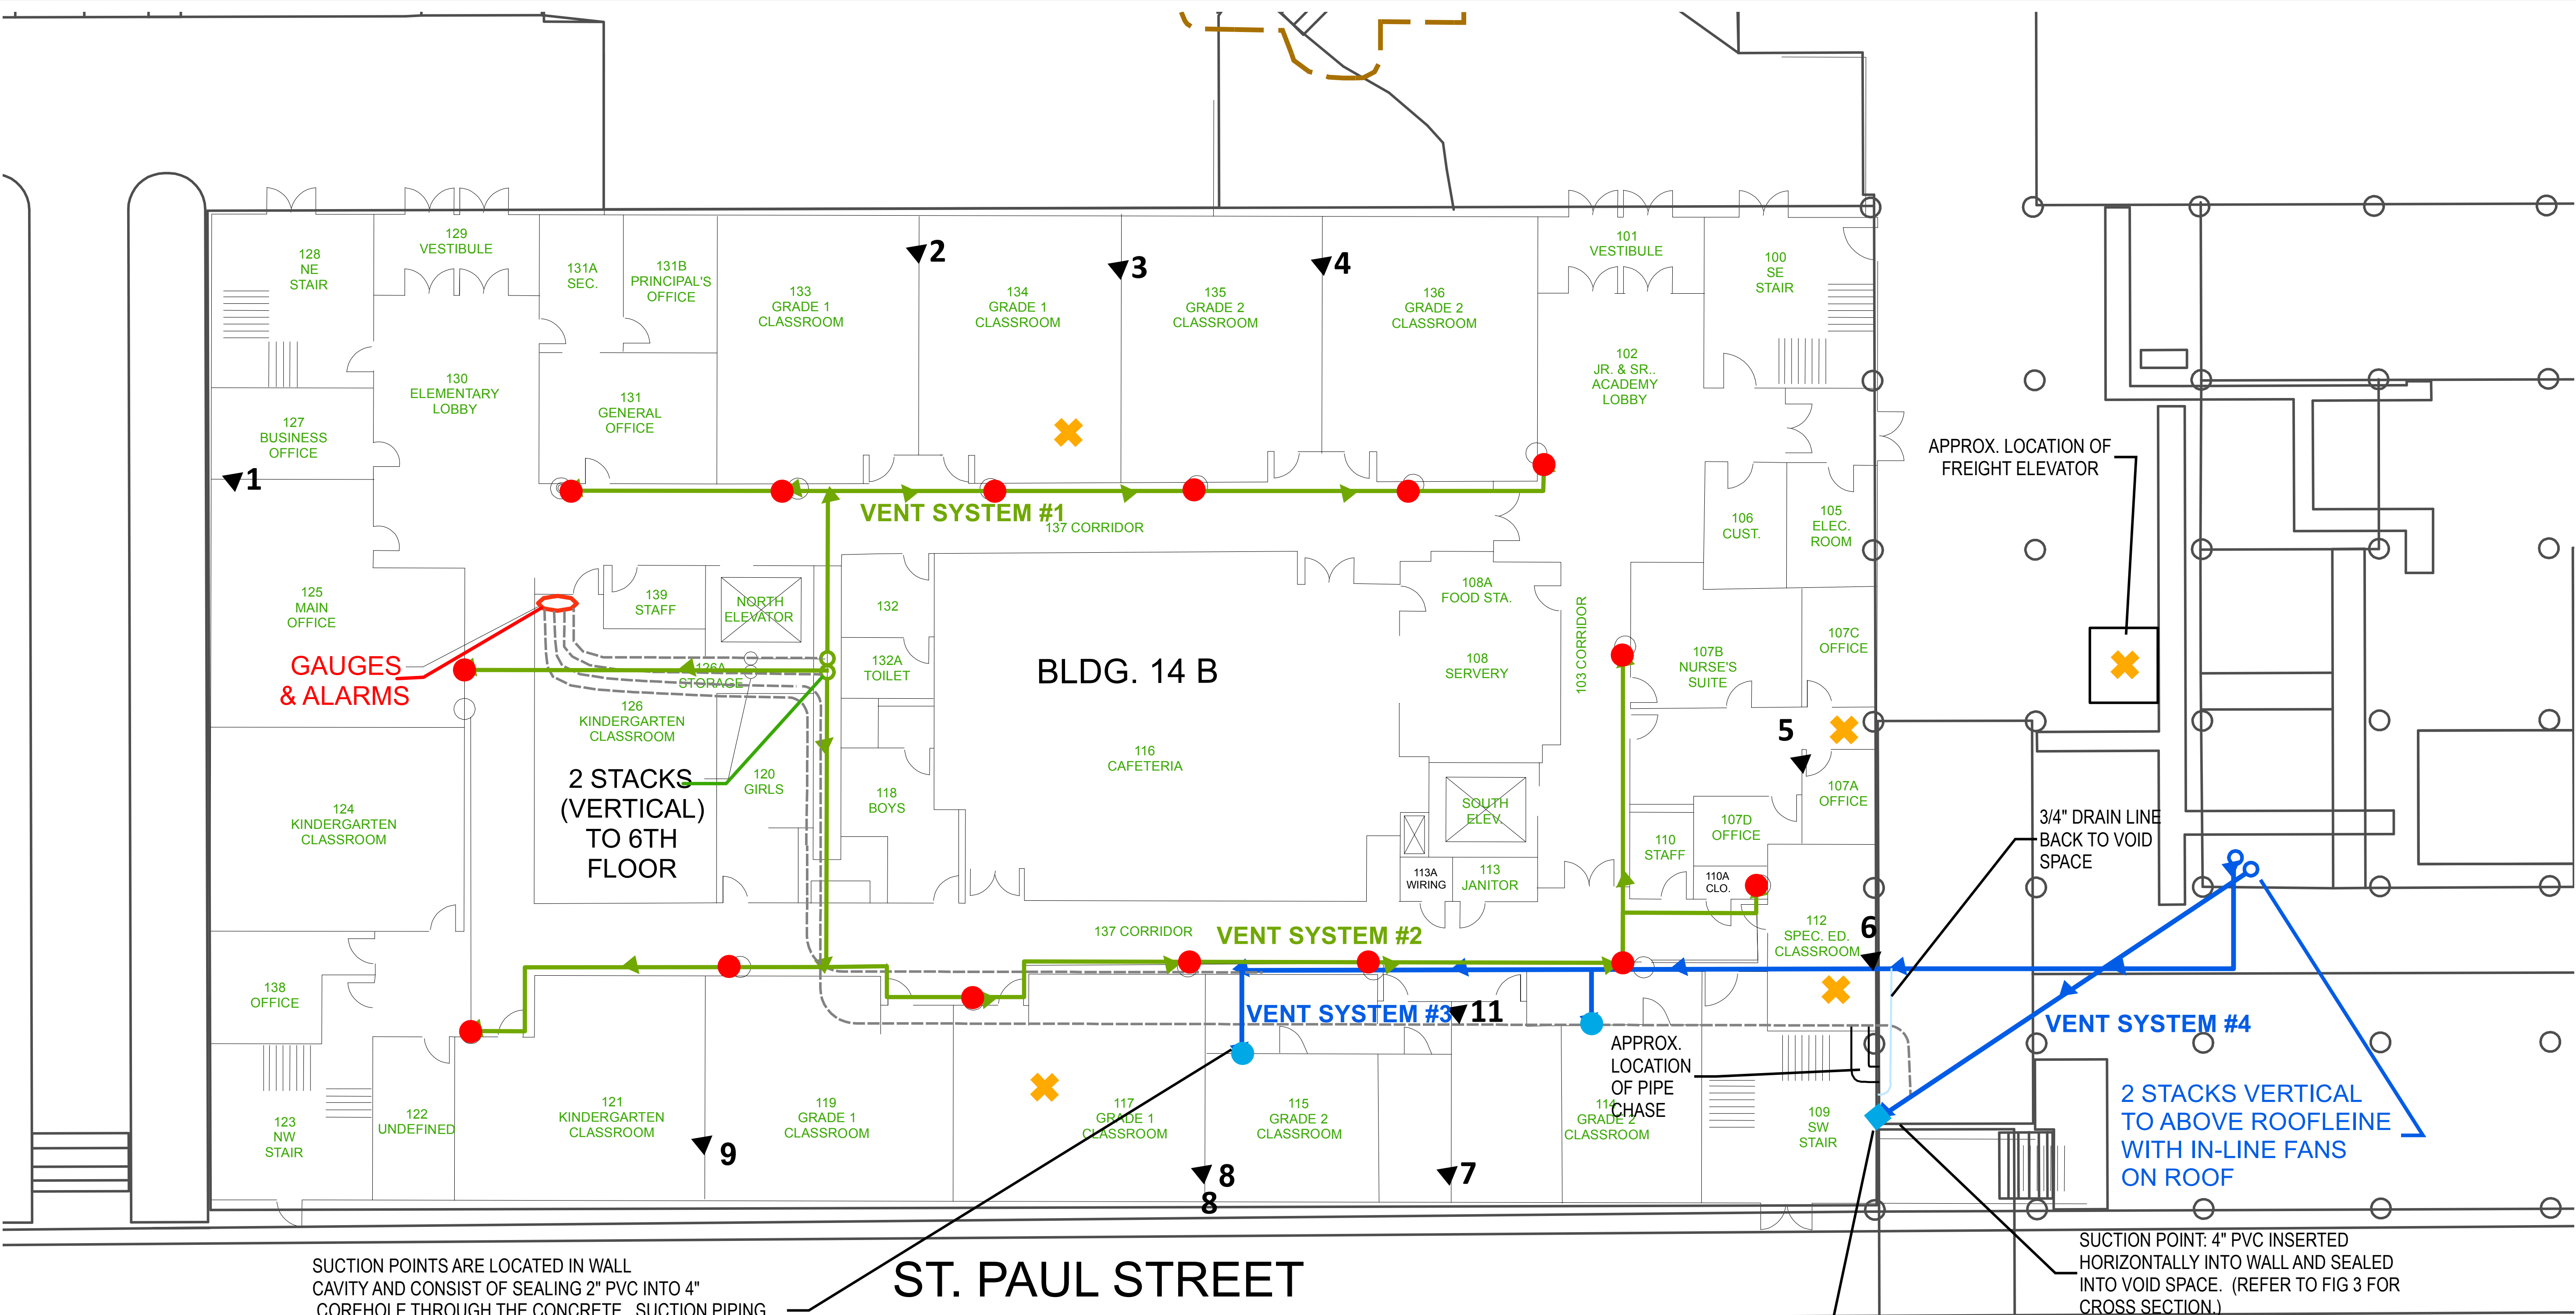 128
NE
STAIR
129
VESTIBULE
131A
SEC.
131B
PRINCIPAL'S
OFFICE
133
GRADE 1
CLASSROOM
2
134
GRADE 1
CLASSROOM
3
135
GRADE 2
CLASSROOM
4
136
GRADE 2
CLASSROOM
101
VESTIBULE
100
SE
STAIR
130
ELEMENTARY
LOBBY
131
GENERAL
OFFICE
102
JR. & SR..
ACADEMY
LOBBY
127
BUSINESS
OFFICE
1
APPROX. LOCATION OF
FREIGHT ELEVATOR
VENT SYSTEM #1
137 CORRIDOR
106
CUST.
105
ELEC.
ROOM
125
MAIN
OFFICE
139
STAFF
NORTH
ELEVATOR
132
108A
FOOD STA.
103 CORRIDOR
GAUGES
& ALARMS
126A
STORAGE
132A
TOILET
BLDG. 14 B
108
SERVERY
107B
NURSE'S
SUITE
107C
OFFICE
126
KINDERGARTEN
CLASSROOM
5
116
CAFETERIA
2 STACKS
(VERTICAL)
TO 6TH
FLOOR
120
GIRLS
118
BOYS
SOUTH
ELEV.
107A
OFFICE
124
KINDERGARTEN
CLASSROOM
107D
OFFICE
110
STAFF
3/4" DRAIN LINE
BACK TO VOID
SPACE
113A
WIRING
113
JANITOR
110A
CLO.
137 CORRIDOR
VENT SYSTEM #2
112
SPEC. ED.
CLASSROOM
6
138
OFFICE
VENT SYSTEM #3
11
VENT SYSTEM #4
APPROX.
LOCATION
OF PIPE
CHASE
123
NW
STAIR
122
UNDEFINED
121
KINDERGARTEN
CLASSROOM
9
119
GRADE 1
CLASSROOM
117
GRADE 1
CLASSROOM
8
8
115
GRADE 2
CLASSROOM
7
114
GRADE 2
CLASSROOM
109
SW
STAIR
2 STACKS VERTICAL
TO ABOVE ROOFLEINE
WITH IN-LINE FANS
ON ROOF
SUCTION POINTS ARE LOCATED IN WALL
CAVITY AND CONSIST OF SEALING 2" PVC INTO 4"
COREHOLE THROUGH THE CONCRETE. SUCTION PIPING
ST. PAUL STREET
SUCTION POINT: 4" PVC INSERTED
HORIZONTALLY INTO WALL AND SEALED
INTO VOID SPACE. (REFER TO FIG 3 FOR
CROSS SECTION.)